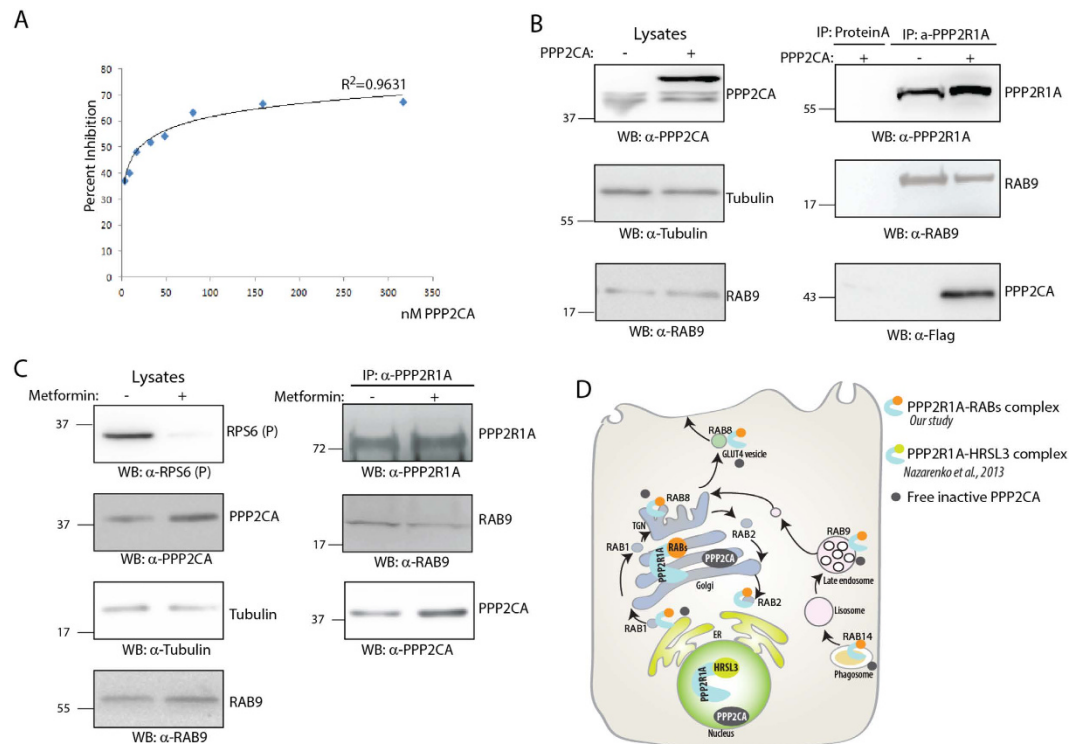 A
R²=0.9631
Percent Inhibition
80
70
60
50
40
30
20
10
0
0 50 100 150 200 250 300 350
nM PPP2CA
B
Lysates
PPP2CA: - +
PPP2CA
37
WB: α-PPP2CA
Tubulin
55
WB: α-Tubulin
RAB9
17
WB: α-RAB9
IP: ProteinA IP: a-PPP2R1A
PPP2CA: + - +
PPP2R1A
55
WB: α-PPP2R1A
RAB9
17
WB: α-RAB9
PPP2CA
43
WB: α-Flag
C
Lysates
Metformin: - +
37
RPS6 (P)
WB: α-RPS6 (P)
PPP2CA
37
WB: α-PPP2CA
Tubulin
17
WB: α-Tubulin
RAB9
55
WB: α-RAB9
IP: α-PPP2R1A
Metformin: - +
PPP2R1A
72
WB: α-PPP2R1A
RAB9
17
WB: α-RAB9
PPP2CA
37
WB: α-PPP2CA
D
RAB8
GLUT4 vesicle
RAB8
TGN
RAB1
RAB2
RABs
PPP2R1A
PPP2CA
Golgi
RAB9
Late endosome
RAB2
RAB1
Lisosome
ER
RAB14
Phagosome
HRSL3
PPP2R1A
PPP2CA
Nucleus
PPP2R1A-RABs complex
Our study
PPP2R1A-HRSL3 complex
Nazarenko et al., 2013
Free inactive PPP2CA